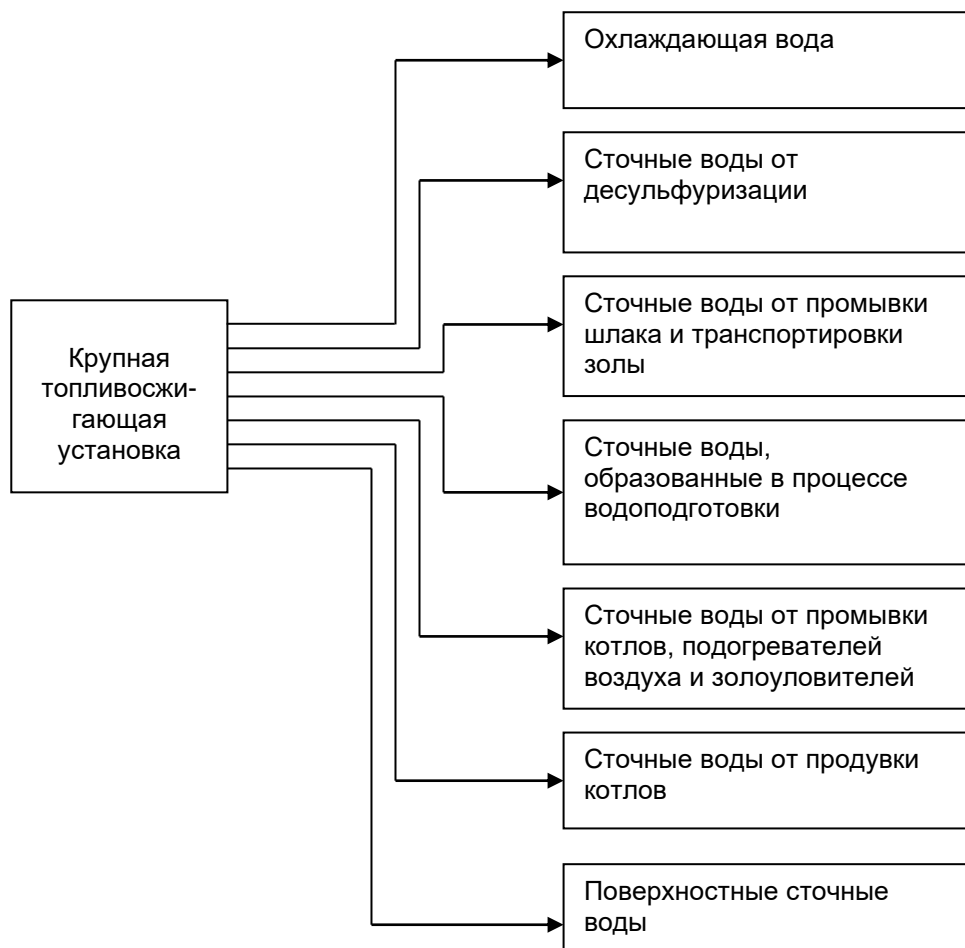 Охлаждающая вода
Сточные воды от
десульфуризации
Сточные воды от промывки
шлака и транспортировки
золы
Крупная
топливосжи-
гающая
установка
Сточные воды,
образованные в процессе
водоподготовки
Сточные воды от промывки
котлов, подогревателей
воздуха и золоуловителей
Сточные воды от продувки
котлов
Поверхностные сточные
воды